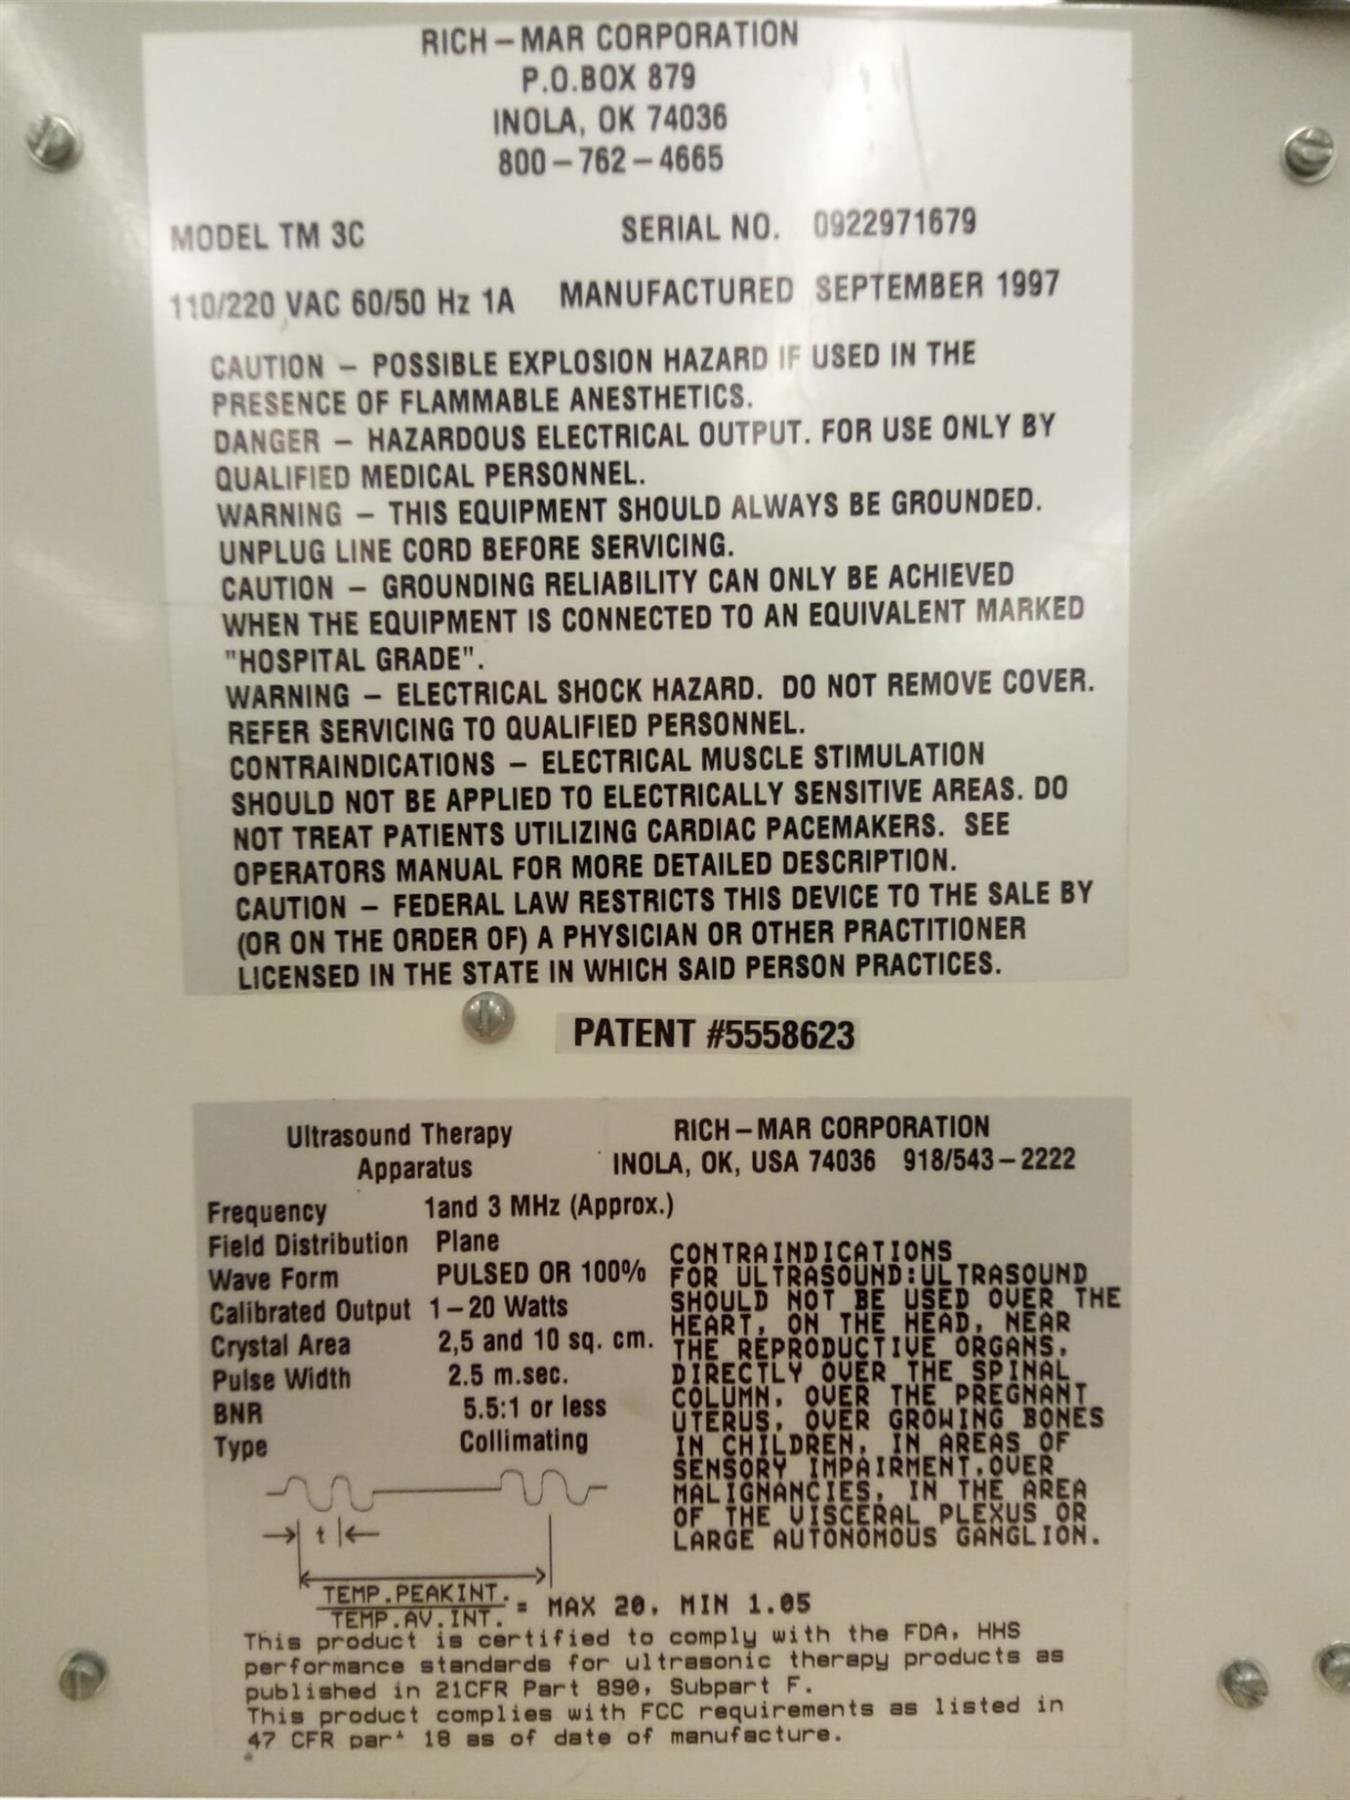 RICH-MAR CORPORATION
P.O.BOX 879
INOLA, OK 74036
800-762-4665
MODEL TM 3C SERIAL NO. 0922971679
110/220 VAC 60/50 Hz 1A MANUFACTURED SEPTEMBER 1997
CAUTION - POSSIBLE EXPLOSION HAZARD IF USED IN THE
PRESENCE OF FLAMMABLE ANESTHETICS.
DANGER - HAZARDOUS ELECTRICAL OUTPUT. FOR USE ONLY BY
QUALIFIED MEDICAL PERSONNEL.
WARNING - THIS EQUIPMENT SHOULD ALWAYS BE GROUNDED.
UNPLUG LINE CORD BEFORE SERVICING.
CAUTION - GROUNDING RELIABILITY CAN ONLY BE ACHIEVED
WHEN THE EQUIPMENT IS CONNECTED TO AN EQUIVALENT MARKED
"HOSPITAL GRADE".
WARNING - ELECTRICAL SHOCK HAZARD. DO NOT REMOVE COVER.
REFER SERVICING TO QUALIFIED PERSONNEL.
CONTRAINDICATIONS - ELECTRICAL MUSCLE STIMULATION
SHOULD NOT BE APPLIED TO ELECTRICALLY SENSITIVE AREAS. DO
NOT TREAT PATIENTS UTILIZING CARDIAC PACEMAKERS. SEE
OPERATORS MANUAL FOR MORE DETAILED DESCRIPTION.
CAUTION - FEDERAL LAW RESTRICTS THIS DEVICE TO THE SALE BY
(OR ON THE ORDER OF) A PHYSICIAN OR OTHER PRACTITIONER
LICENSED IN THE STATE IN WHICH SAID PERSON PRACTICES.
PATENT #5558623
Ultrasound Therapy
Apparatus
RICH-MAR CORPORATION
INOLA, OK, USA 74036 918/543-2222
Frequency 1and 3 MHz (Approx.)
Field Distribution Plane
Wave Form PULSED OR 100%
Calibrated Output 1-20 Watts
Crystal Area 2,5 and 10 sq. cm.
Pulse Width 2.5 m.sec.
BNR 5.5:1 or less
Type Collimating
CONTRAINDICATIONS
FOR ULTRASOUND:ULTRASOUND
SHOULD NOT BE USED OVER THE
HEART, ON THE HEAD, NEAR
THE REPRODUCTIVE ORGANS,
DIRECTLY OVER THE SPINAL
COLUMN, OVER THE PREGNANT
UTERUS, OVER GROWING BONES
IN CHILDREN, IN AREAS OF
SENSORY IMPAIRMENT,OVER
MALIGNANCIES, IN THE AREA
OF THE VISCERAL PLEXUS OR
LARGE AUTONOMOUS GANGLION.
t
TEMP.PEAKINT.
TEMP.AV.INT. = MAX 20, MIN 1.05
This product is certified to comply with the FDA, HHS
performance standards for ultrasonic therapy products as
published in 21CFR Part 890, Subpart F.
This product complies with FCC requirements as listed in
47 CFR part 18 as of date of manufacture.